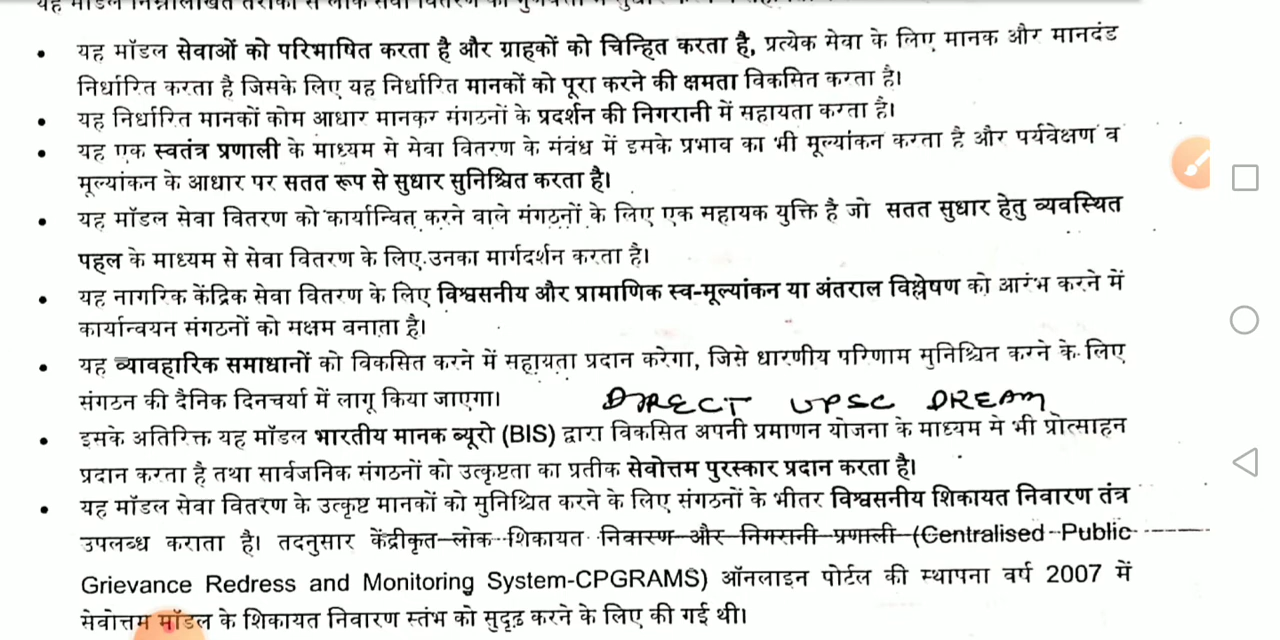 यह मॉडल निम्नलिखित तरीकों से लोक सेवा वितरण की गुणवत्ता में सुधार
• यह मॉडल सेवाओं को परिभाषित करता है और ग्राहकों को चिन्हित करता है, प्रत्येक सेवा के लिए मानक और मानदंड
निर्धारित करता है जिसके लिए यह निर्धारित मानकों को पूरा करने की क्षमता विकसित करता है।
• यह निर्धारित मानकों कोम आधार मानकर संगठनों के प्रदर्शन की निगरानी में सहायता करता है।
• यह एक स्वतंत्र प्रणाली के माध्यम से सेवा वितरण के संबंध में इसके प्रभाव का भी मूल्यांकन करता है और पर्यवेक्षण व
मूल्यांकन के आधार पर सतत रूप से सुधार सुनिश्चित करता है।
• यह मॉडल सेवा वितरण को कार्यान्वित करने वाले संगठनों के लिए एक सहायक युक्ति है जो सतत सुधार हेतु व्यवस्थित
पहल के माध्यम से सेवा वितरण के लिए उनका मार्गदर्शन करता है।
• यह नागरिक केंद्रिक सेवा वितरण के लिए विश्वसनीय और प्रामाणिक स्व-मूल्यांकन या अंतराल विश्लेषण को आरंभ करने में
कार्यान्वयन संगठनों को सक्षम बनाता है।
• यह व्यावहारिक समाधानों को विकसित करने में सहायता प्रदान करेगा, जिसे धारणीय परिणाम सुनिश्चित करने के लिए
संगठन की दैनिक दिनचर्या में लागू किया जाएगा।
DIRECT UPSC DREAM
• इसके अतिरिक्त यह मॉडल भारतीय मानक ब्यूरो (BIS) द्वारा विकसित अपनी प्रमाणन योजना के माध्यम से भी प्रोत्साहन
प्रदान करता है तथा सार्वजनिक संगठनों को उत्कृष्टता का प्रतीक सेवोत्तम पुरस्कार प्रदान करता है।
• यह मॉडल सेवा वितरण के उत्कृष्ट मानकों को सुनिश्चित करने के लिए संगठनों के भीतर विश्वसनीय शिकायत निवारण तंत्र
उपलब्ध कराता है। तदनुसार केंद्रीकृत लोक शिकायत निवारण और निगरानी प्रणाली (Centralised Public
Grievance Redress and Monitoring System-CPGRAMS) ऑनलाइन पोर्टल की स्थापना वर्ष 2007 में
सेवोत्तम मॉडल के शिकायत निवारण स्तंभ को सुदृढ़ करने के लिए की गई थी।